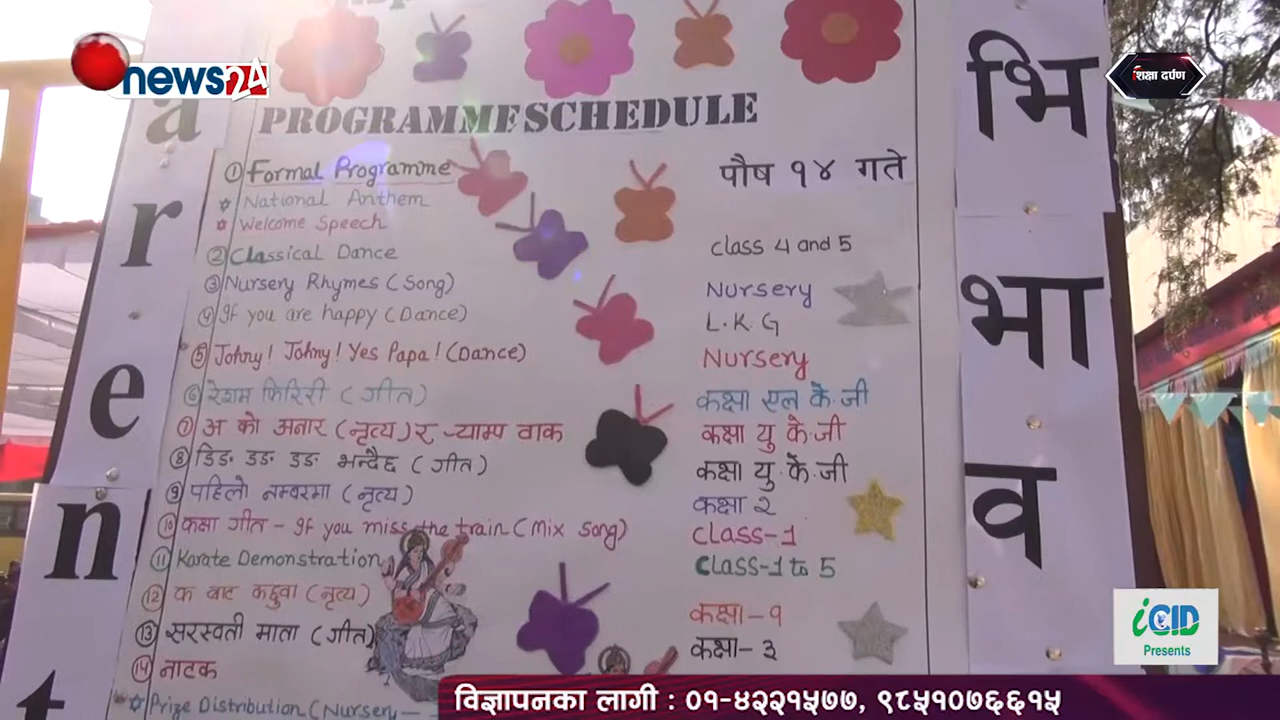 news24
शिक्षा दर्पण
PROGRAMME SCHEDULE
① Formal Programme पौष १४ गते
National Anthem
Welcome Speech
② Classical Dance class 4 and 5
③ Nursery Rhymes (Song) Nursery
④ If you are happy (Dance) L.K.G
⑤ Johny! Johny! Yes Papa! (Dance) Nursery
⑥ रेशम फिरिरी (गीत) कक्षा एल के.जी
⑦ अ को अनार (नृत्य) र ्याम्प वाक कक्षा यु के.जी
⑧ डिङ डङ डङ भन्दैछ (गीत) कक्षा यु के.जी
⑨ पहिलो नम्बरमा (नृत्य) कक्षा २
⑩ कक्षा गीत - If you miss the train (Mix Song) class-1
⑪ Karate Demonstration class-1 to 5
⑫ क बाट कछुवा (नृत्य) कक्षा-१
⑬ सरस्वती माता (गीत) कक्षा-३
⑭ नाटक
Prize Distribution (Nursery-
a
r
e
n
t
भि
भा
व
iCID
Presents
विज्ञापनका लागी : ०१-४२२१५७७, ९८५१०७६६१५